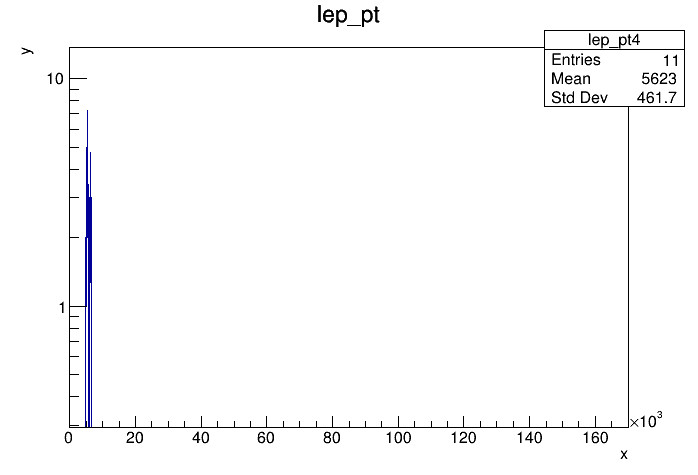 lep_pt
y
lep_pt4
Entries 11
Mean 5623
Std Dev 461.7
10
1
0 20 40 60 80 100 120 140 160
×10³
x